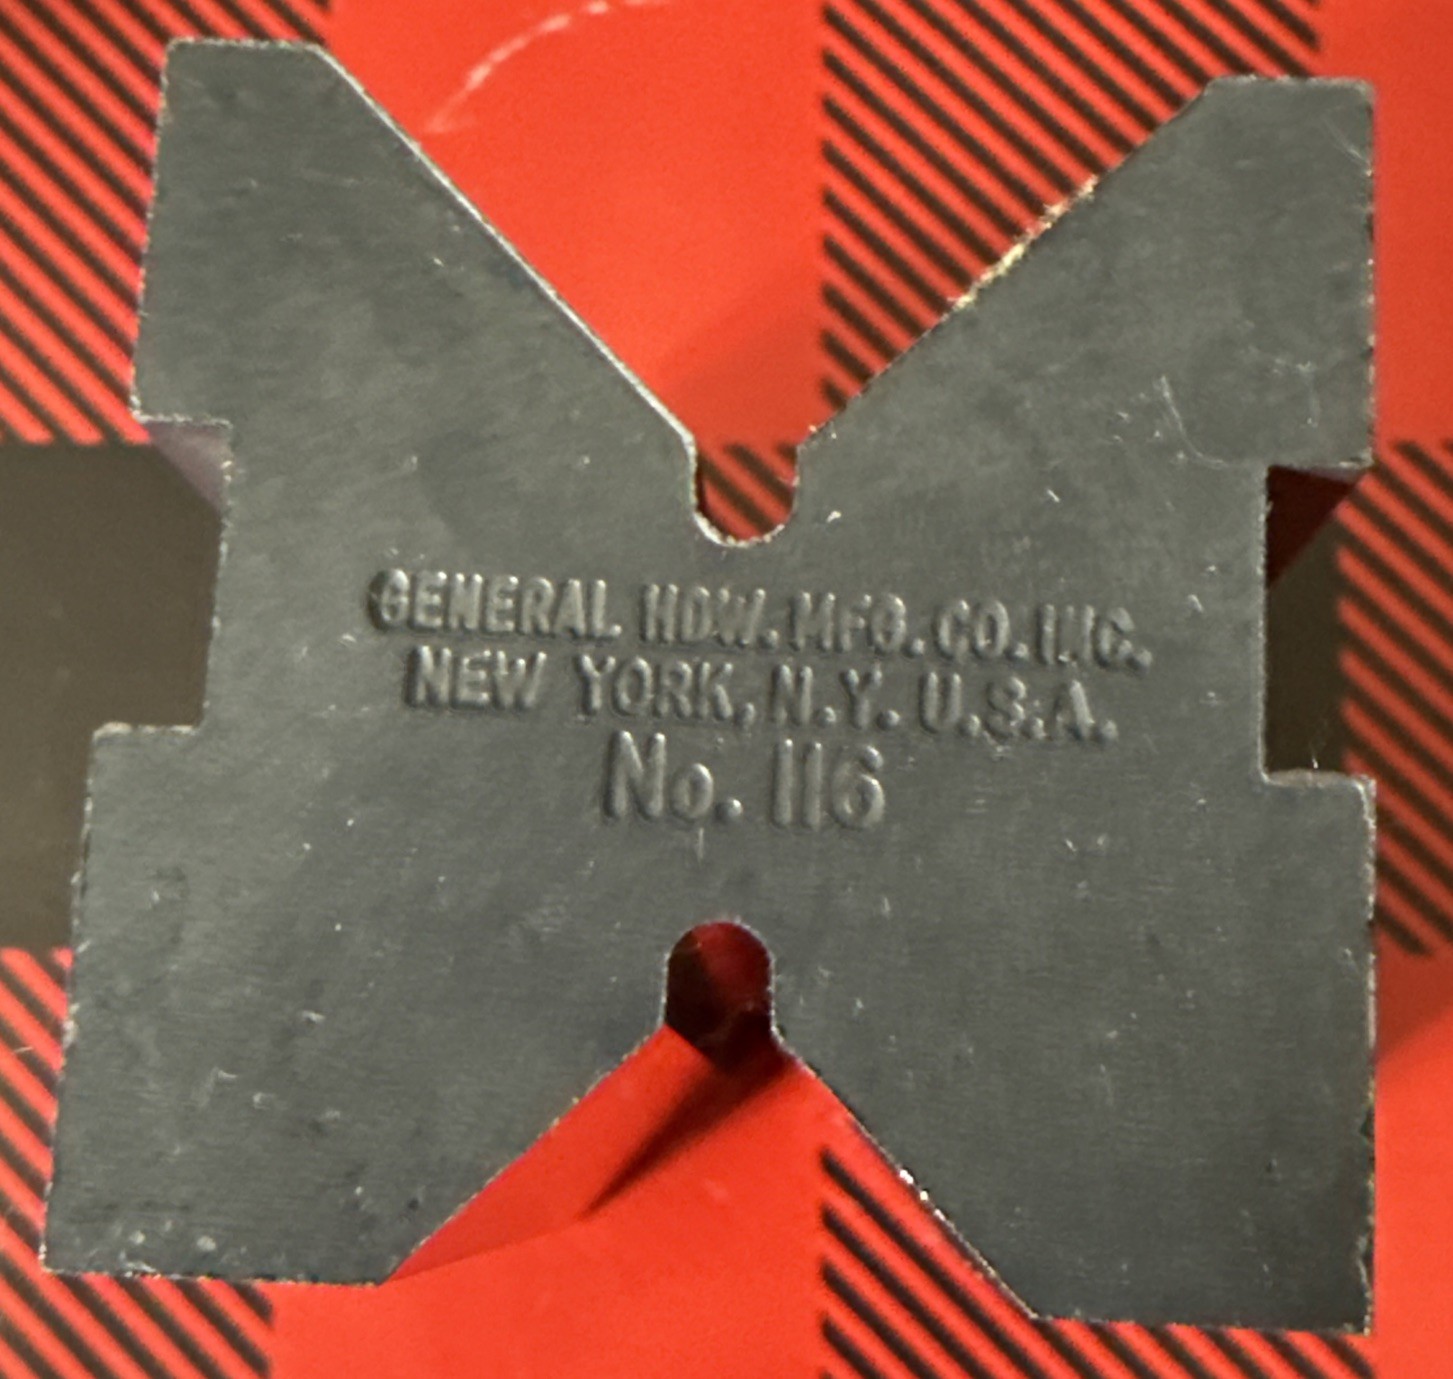 GENERAL HDW. MFG. CO. INC.
NEW YORK, N.Y. U.S.A.
No. 116